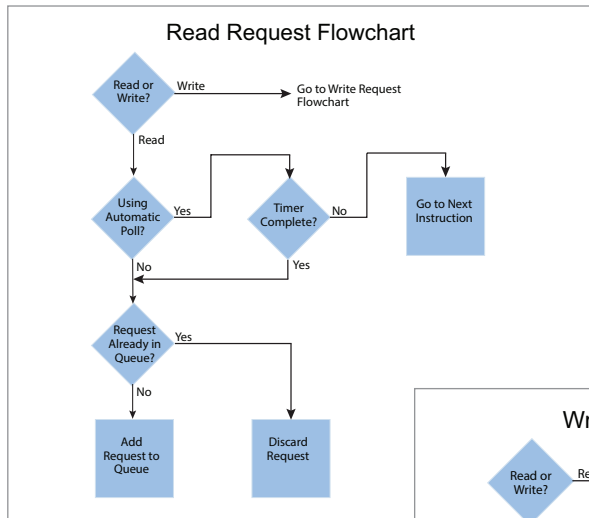 Read Request Flowchart
Read or
Write?
Write
Go to Write Request
Flowchart
Read
Using
Automatic
Poll?
Yes
Timer
Complete?
No
Go to Next
Instruction
No
Yes
Request
Already in
Queue?
Yes
No
Add
Request to
Queue
Discard
Request
Read or
Write?